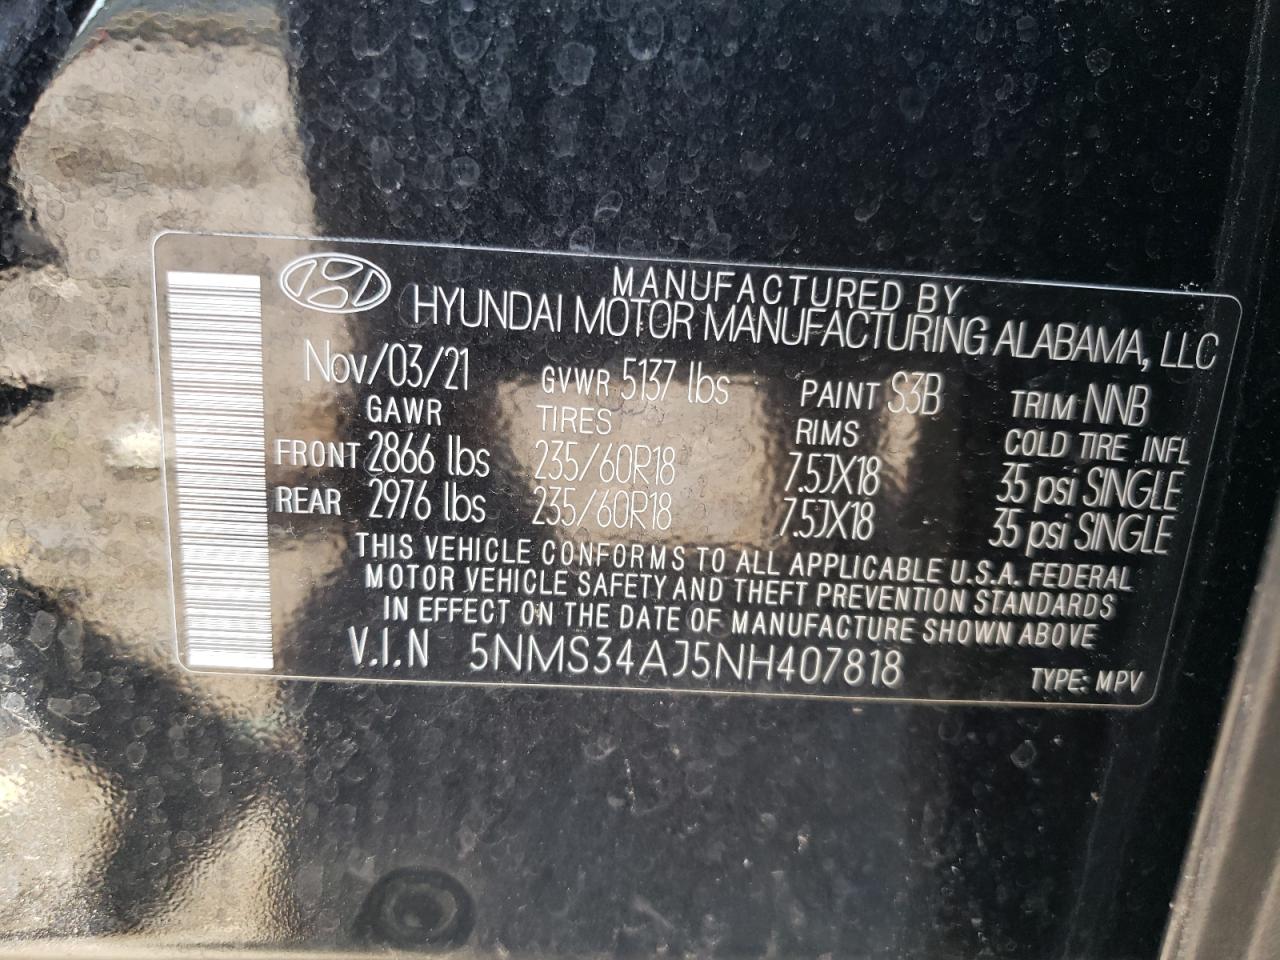 MANUFACTURED BY
HYUNDAI MOTOR MANUFACTURING ALABAMA, LLC
Nov/03/21 GVWR 5137 lbs PAINT S3B TRIM NNB
GAWR TIRES RIMS COLD TIRE INFL
FRONT 2866 lbs 235/60R18 7.5JX18 35 psi SINGLE
REAR 2976 lbs 235/60R18 7.5JX18 35 psi SINGLE
THIS VEHICLE CONFORMS TO ALL APPLICABLE U.S.A. FEDERAL
MOTOR VEHICLE SAFETY AND THEFT PREVENTION STANDARDS
IN EFFECT ON THE DATE OF MANUFACTURE SHOWN ABOVE
V.I.N 5NMS34AJ5NH407818 TYPE: MPV